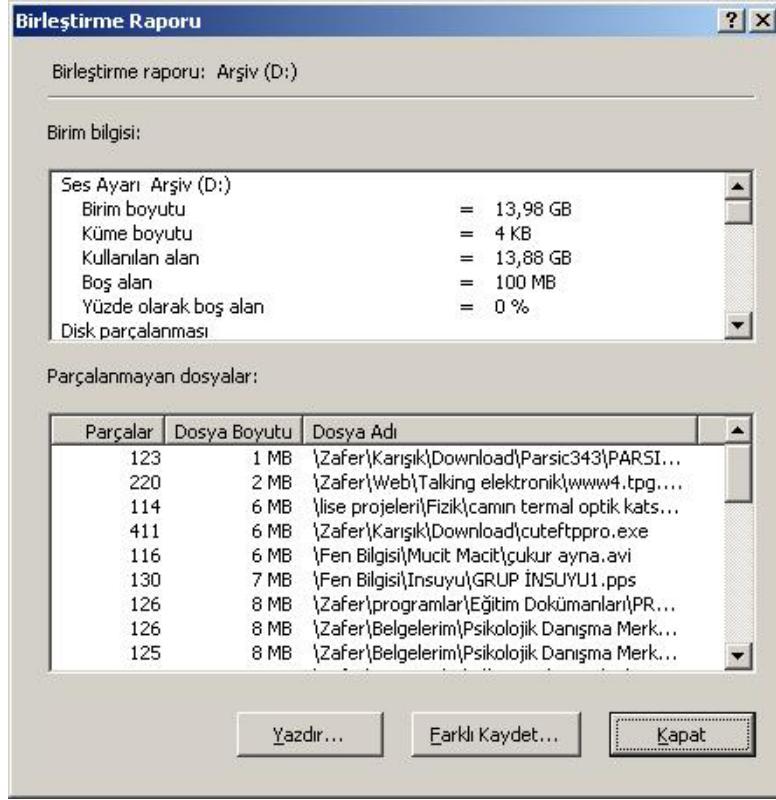 Birleştirme Raporu
Birleştirme raporu: Arşiv (D:)
Birim bilgisi:
Ses Ayarı Arşiv (D:)
Birim boyutu = 13,98 GB
Küme boyutu = 4 KB
Kullanılan alan = 13,88 GB
Boş alan = 100 MB
Yüzde olarak boş alan = 0 %
Disk parçalanması
Parçalanmayan dosyalar:
Parçalar Dosya Boyutu Dosya Adı
123 1 MB \Zafer\Karışık\Download\Parsic343\PARSI...
220 2 MB \Zafer\Web\Talking elektronik\www4.tpg....
114 6 MB \lise projeleri\Fizik\camın termal optik kats...
411 6 MB \Zafer\Karışık\Download\cuteftppro.exe
116 6 MB \Fen Bilgisi\Mucit Macit\çukur ayna.avi
130 7 MB \Fen Bilgisi\Insuyu\GRUP İNSUYU1.pps
126 8 MB \Zafer\programlar\Eğitim Dokümanları\PR...
126 8 MB \Zafer\Belgelerim\Psikolojik Danışma Merk...
125 8 MB \Zafer\Belgelerim\Psikolojik Danışma Merk...
Yazdır... Farklı Kaydet... Kapat